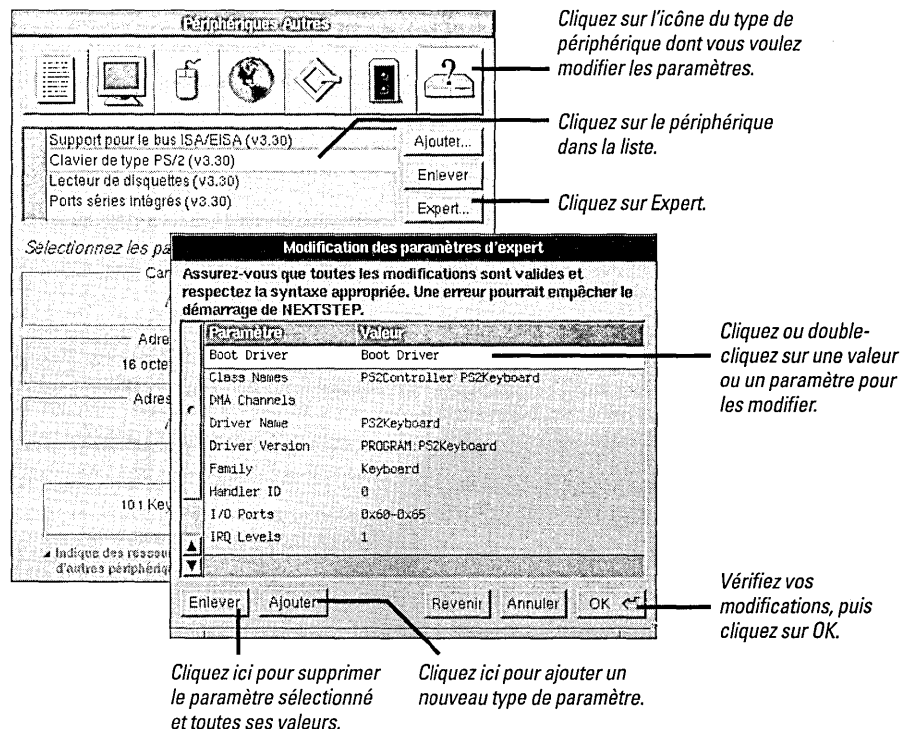 Périphériques Autres
Cliquez sur l'icône du type de
périphérique dont vous voulez
modifier les paramètres.
Support pour le bus ISA/EISA (v3.30)
Clavier de type PS/2 (v3.30)
Lecteur de disquettes (v3.30)
Ports séries intégrés (v3.30)
Ajouter...
Enlever
Expert...
Cliquez sur le périphérique
dans la liste.
Cliquez sur Expert.
Sélectionnez les pa
Car
Adre
16 octe
Adres
101 Key
Indique des ressou
d'autres périphériq
Modification des paramètres d'expert
Assurez-vous que toutes les modifications sont valides et
respectez la syntaxe appropriée. Une erreur pourrait empêcher le
démarrage de NEXTSTEP.
Paramètre Valeur
Boot Driver Boot Driver
Class Names PS2Controller PS2Keyboard
DMA Channels
Driver Name PS2Keyboard
Driver Version PROGRAM:PS2Keyboard
Family Keyboard
Handler ID 0
I/O Ports 0x60-0x65
IRQ Levels 1
Enlever Ajouter Revenir Annuler OK
Cliquez ou double-
cliquez sur une valeur
ou un paramètre pour
les modifier.
Vérifiez vos
modifications, puis
cliquez sur OK.
Cliquez ici pour supprimer
le paramètre sélectionné
et toutes ses valeurs.
Cliquez ici pour ajouter un
nouveau type de paramètre.